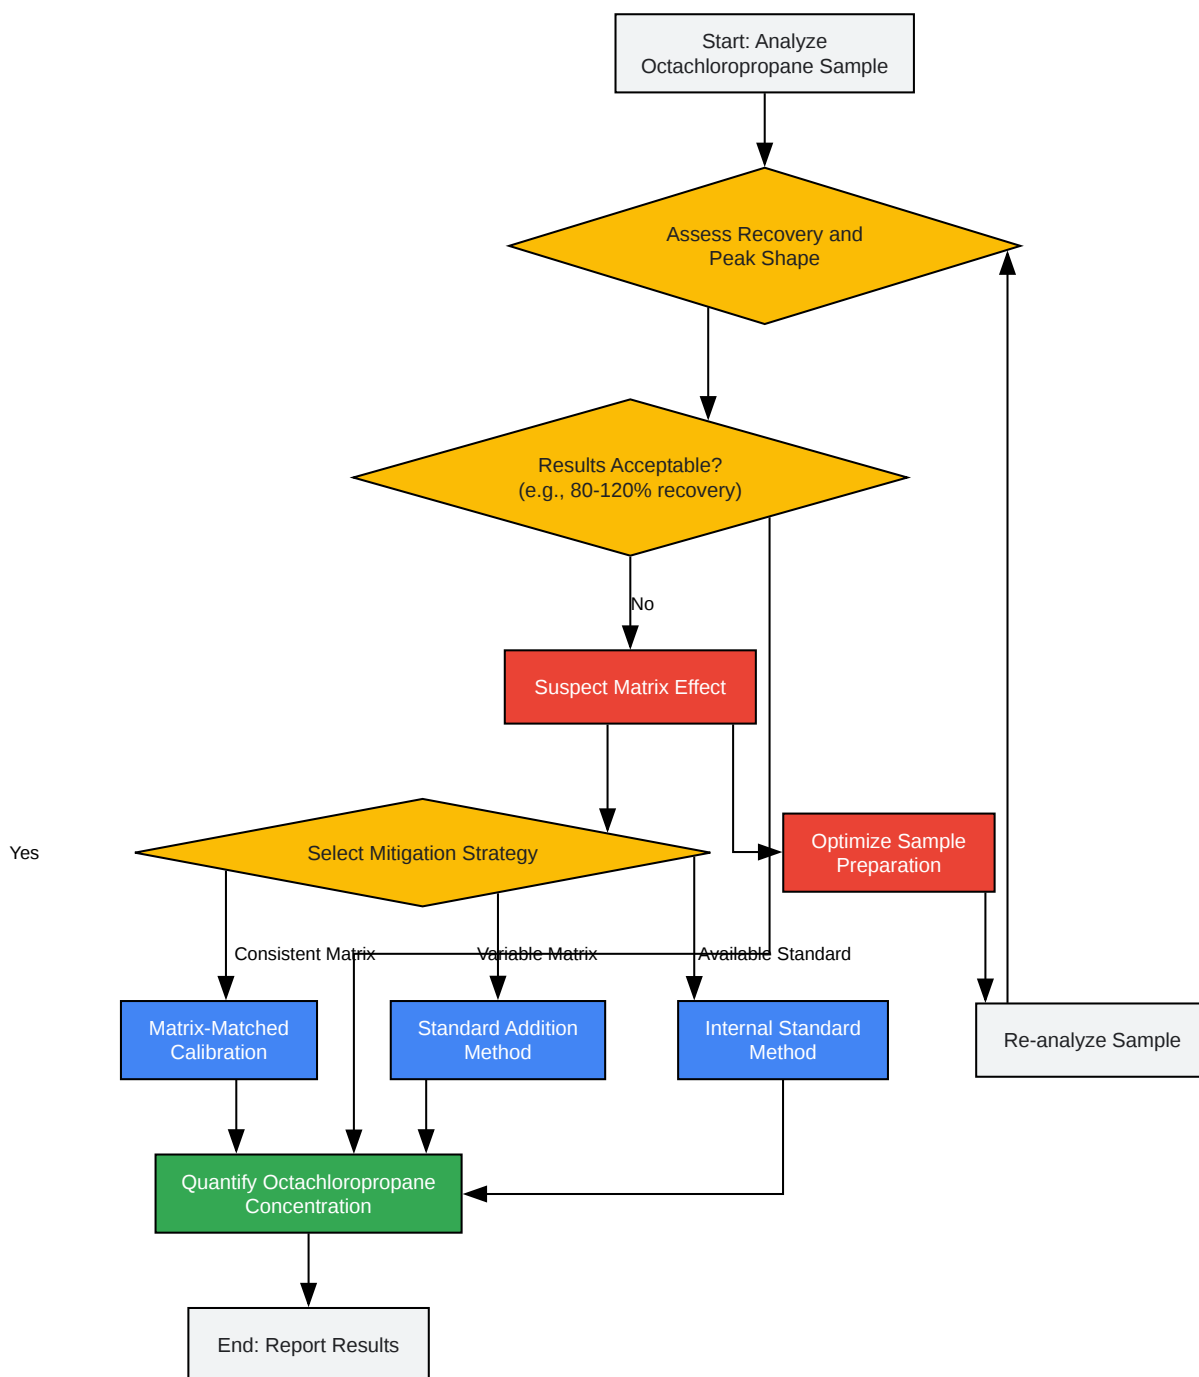 Start: Analyze
Octachloropropane Sample
Assess Recovery and
Peak Shape
Results Acceptable?
(e.g., 80-120% recovery)
No
Suspect Matrix Effect
Yes
Select Mitigation Strategy
Optimize Sample
Preparation
Consistent Matrix
Variable Matrix
Available Standard
Matrix-Matched
Calibration
Standard Addition
Method
Internal Standard
Method
Re-analyze Sample
Quantify Octachloropropane
Concentration
End: Report Results